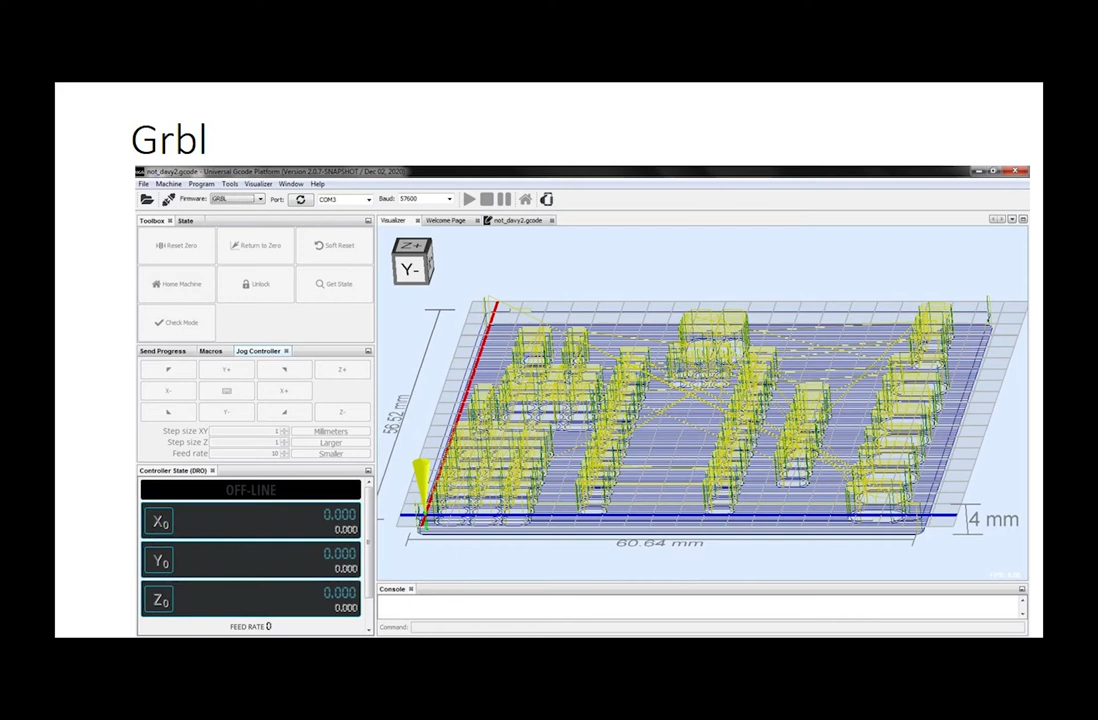 Grbl
not_davy2.gcode - Universal Gcode Platform (Version 2.0.7 SNAPSHOT / Dec 02, 2020)
File Machine Program Tools Visualizer Window Help
Firmware: GRBL Port: COM3 Baud: 57600
Toolbox State
Visualizer Welcome Page not_davy2.gcode
Reset Zero Return to Zero Soft Reset
Home Machine Unlock Get State
Check Mode
Z+
Y-
Send Progress Macros Jog Controller
Y+ Z+
X- X+
Y- Z-
Step size XY 1 Millimeters
Step size Z 1 Larger
Feed rate 10 Smaller
56.52 mm
4 mm
60.64 mm
Controller State (DRO)
OFF-LINE
X0 0.000
0.000
Y0 0.000
0.000
Z0 0.000
0.000
FEED RATE 0
Console
Command: